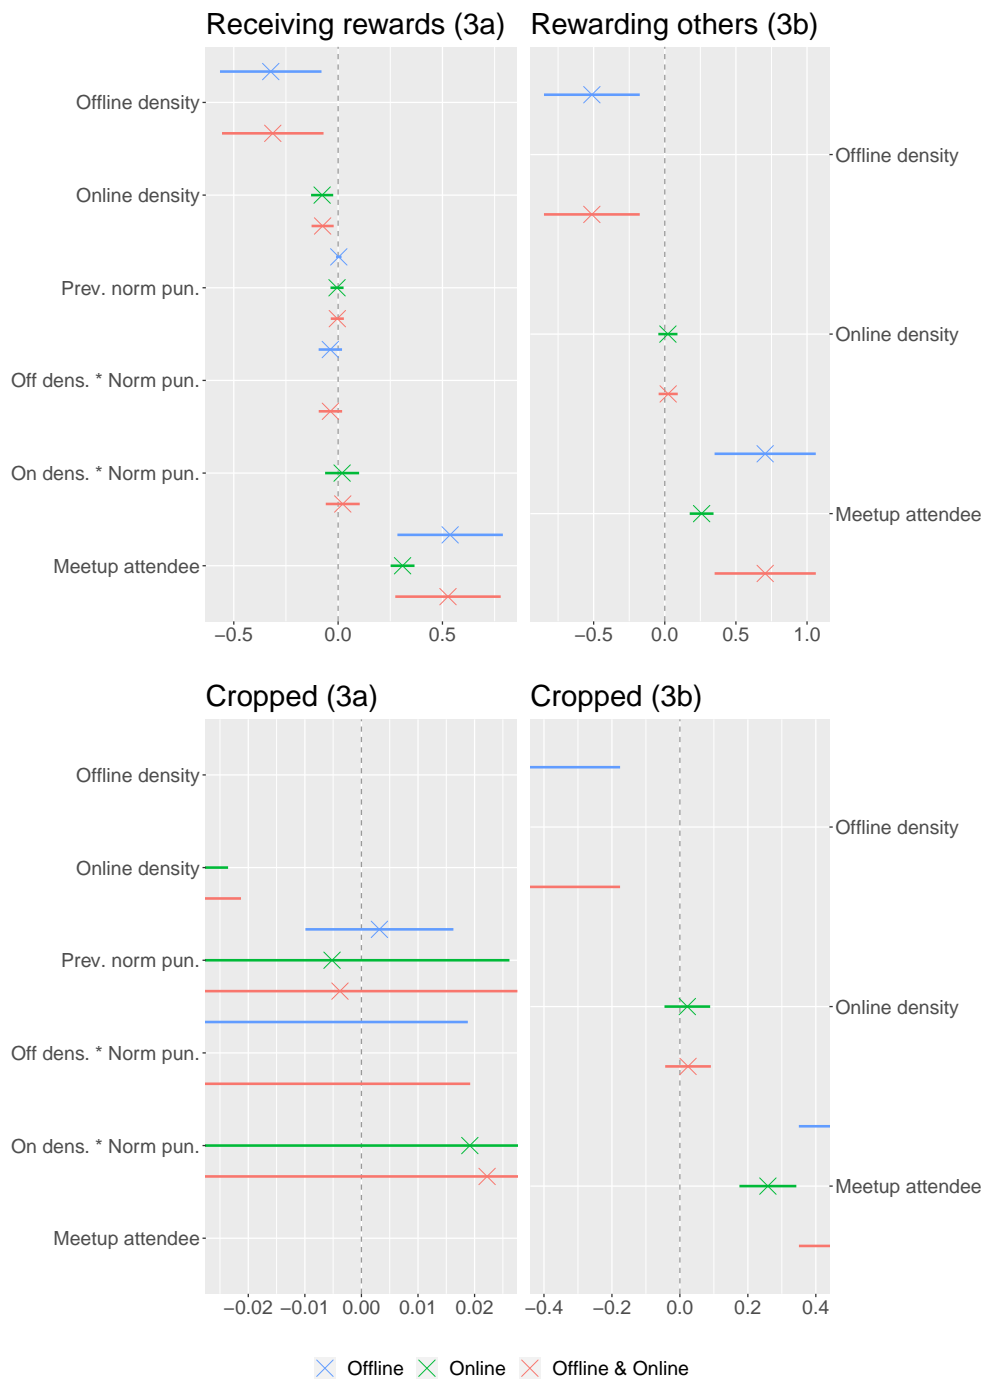 Receiving rewards (3a)
Rewarding others (3b)
Offline density
Online density
Prev. norm pun.
Off dens. * Norm pun.
On dens. * Norm pun.
Meetup attendee
−0.5 0.0 0.5
Offline density
Online density
Meetup attendee
−0.5 0.0 0.5 1.0
Cropped (3a)
Cropped (3b)
Offline density
Online density
Prev. norm pun.
Off dens. * Norm pun.
On dens. * Norm pun.
Meetup attendee
−0.02 −0.01 0.00 0.01 0.02
Offline density
Online density
Meetup attendee
−0.4 −0.2 0.0 0.2 0.4
Offline Online Offline & Online